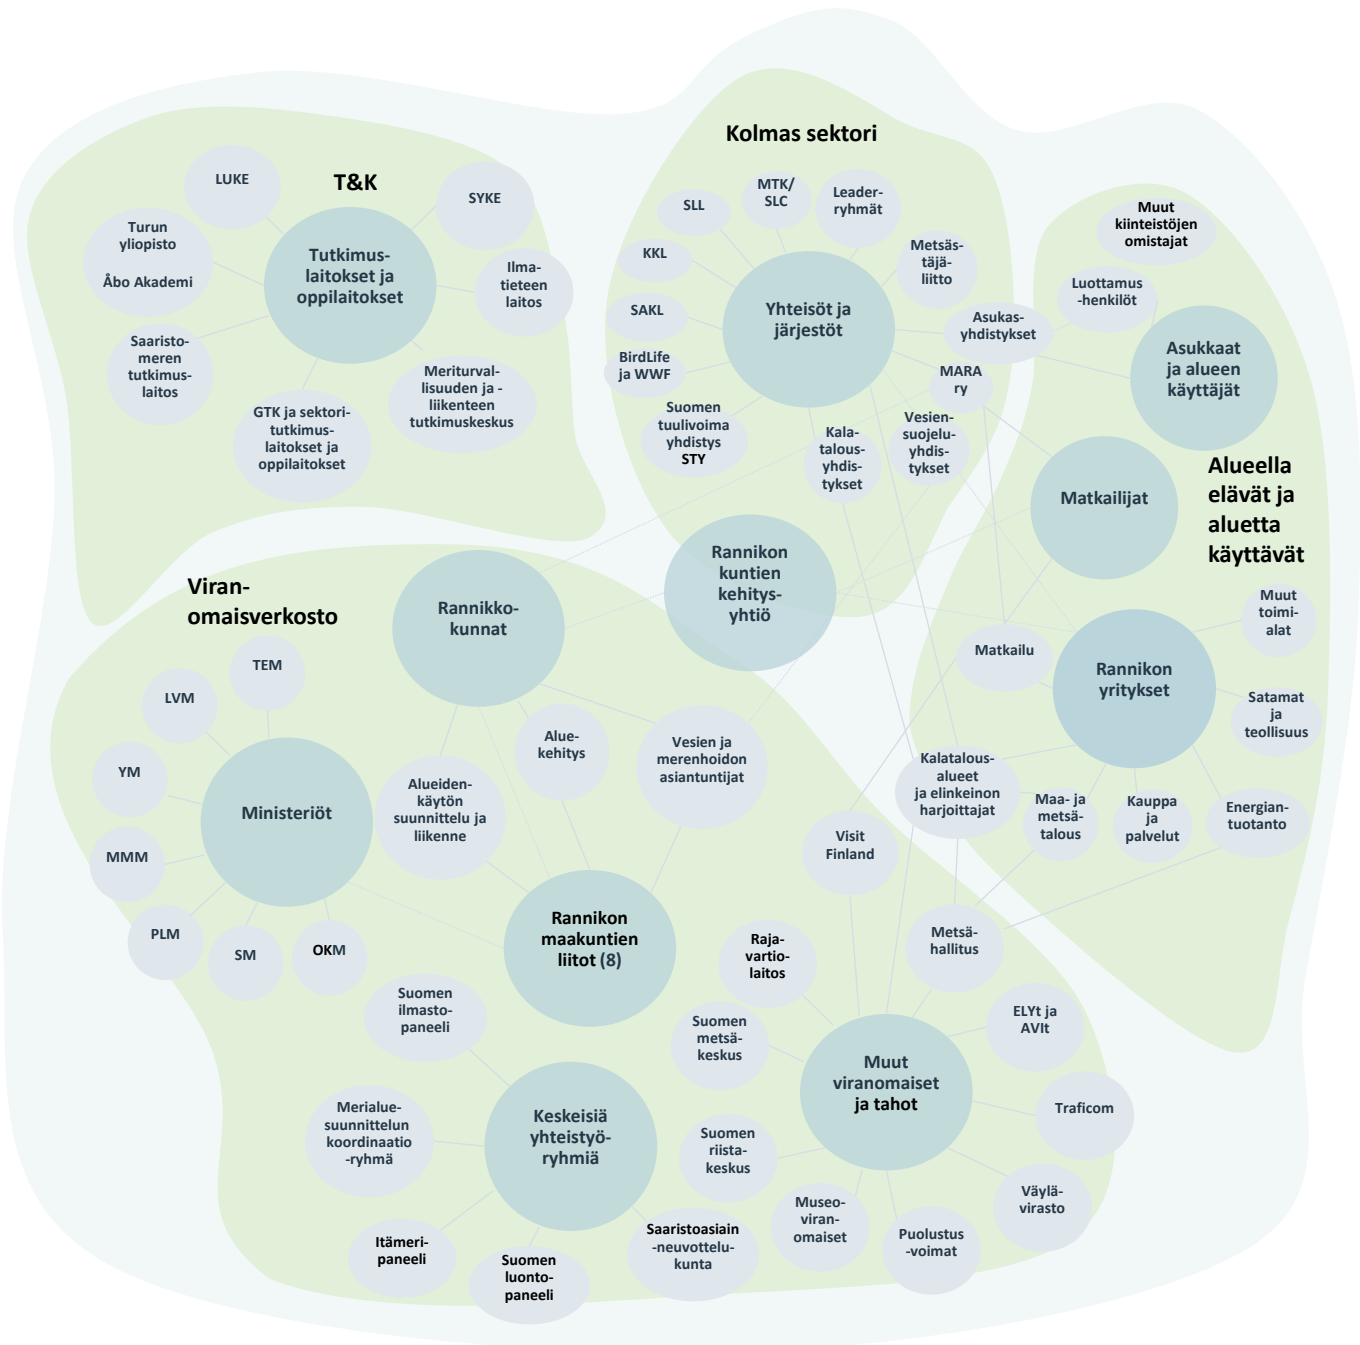 T&K
LUKE
SYKE
Turun
yliopisto
Åbo Akademi
Tutkimus-
laitokset ja
oppilaitokset
Ilma-
tieteen
laitos
Saaristo-
meren
tutkimus-
laitos
GTK ja sektori-
tutkimus-
laitokset ja
oppilaitokset
Meriturval-
lisuuden ja -
liikenteen
tutkimuskeskus
Kolmas sektori
SLL
MTK/
SLC
Leader-
ryhmät
KKL
Metsäs-
täjä-
liitto
SAKL
Yhteisöt ja
järjestöt
Asukas-
yhdistykset
BirdLife
ja WWF
MARA
ry
Suomen
tuulivoima
yhdistys
STY
Kala-
talous-
yhdis-
tykset
Vesien-
suojelu-
yhdis-
tykset
Muut
kiinteistöjen
omistajat
Luottamus
-henkilöt
Asukkaat
ja alueen
käyttäjät
Matkailijat
Alueella
elävät ja
aluetta
käyttävät
Rannikon
kuntien
kehitys-
yhtiö
Muut
toimi-
alat
Matkailu
Rannikon
yritykset
Satamat
ja
teollisuus
Kalatalous-
alueet
ja elinkeinon
harjoittajat
Maa- ja
metsä-
talous
Kauppa
ja
palvelut
Energian-
tuotanto
Viran-
omaisverkosto
Rannikko-
kunnat
TEM
LVM
YM
Ministeriöt
MMM
PLM
SM
OKM
Alue-
kehitys
Vesien ja
merenhoidon
asiantuntijat
Alueiden-
käytön
suunnittelu ja
liikenne
Visit
Finland
Rannikon
maakuntien
liitot (8)
Raja-
vartio-
laitos
Metsä-
hallitus
Suomen
ilmasto-
paneeli
Suomen
metsä-
keskus
ELYt ja
AVIt
Muut
viranomaiset
ja tahot
Traficom
Merialue-
suunnittelun
koordinaatio
-ryhmä
Keskeisiä
yhteistyö-
ryhmiä
Suomen
riista-
keskus
Väylä-
virasto
Museo-
viran-
omaiset
Puolustus
-voimat
Itämeri-
paneeli
Suomen
luonto-
paneeli
Saaristoasiain
-neuvottelu-
kunta